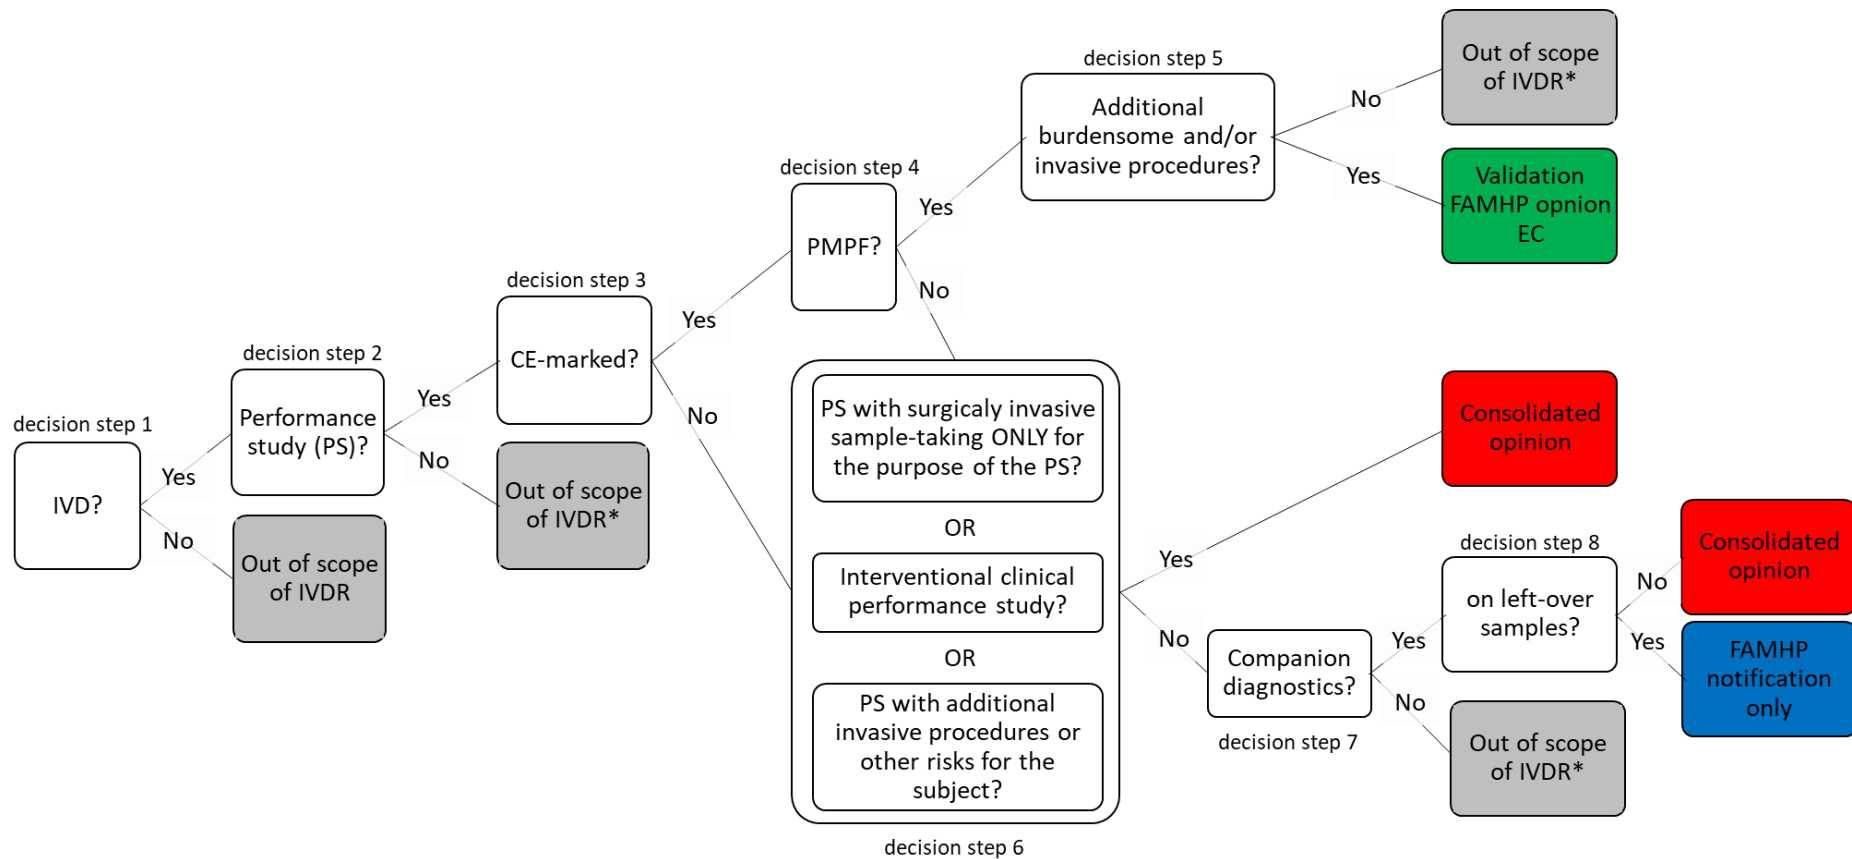 decision step 1
IVD?
Yes
No
Out of scope
of IVDR
decision step 2
Performance
study (PS)?
Yes
No
Out of scope
of IVDR*
decision step 3
CE-marked?
Yes
No
decision step 4
PMPF?
Yes
No
decision step 5
Additional
burdensome and/or
invasive procedures?
No
Out of scope
of IVDR*
Yes
Validation
FAMHP opnion
EC
PS with surgicaly invasive
sample-taking ONLY for
the purpose of the PS?
OR
Interventional clinical
performance study?
OR
PS with additional
invasive procedures or
other risks for the
subject?
decision step 6
Yes
Consolidated
opinion
No
Companion
diagnostics?
decision step 7
Yes
No
Out of scope
of IVDR*
decision step 8
on left-over
samples?
No
Consolidated
opinion
Yes
FAMHP
notification
only